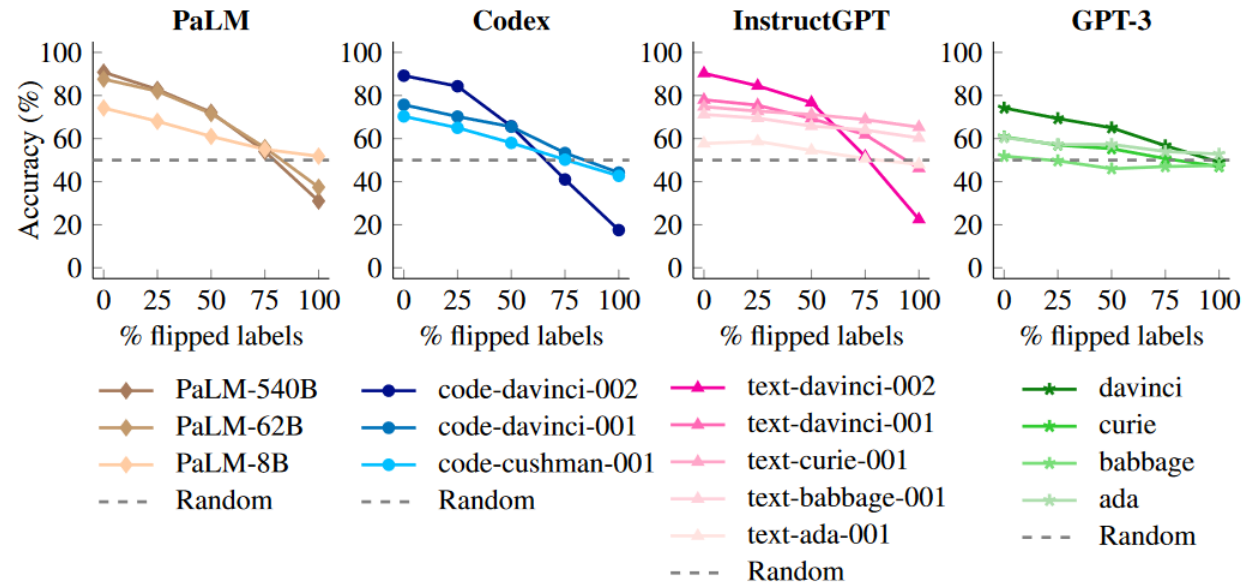 PaLM
Codex
InstructGPT
GPT-3
Accuracy (%)
100
80
60
40
20
0
0 25 50 75 100
% flipped labels
100
80
60
40
20
0
0 25 50 75 100
% flipped labels
100
80
60
40
20
0
0 25 50 75 100
% flipped labels
100
80
60
40
20
0
0 25 50 75 100
% flipped labels
PaLM-540B
PaLM-62B
PaLM-8B
Random
code-davinci-002
code-davinci-001
code-cushman-001
Random
text-davinci-002
text-davinci-001
text-curie-001
text-babbage-001
text-ada-001
Random
davinci
curie
babbage
ada
Random